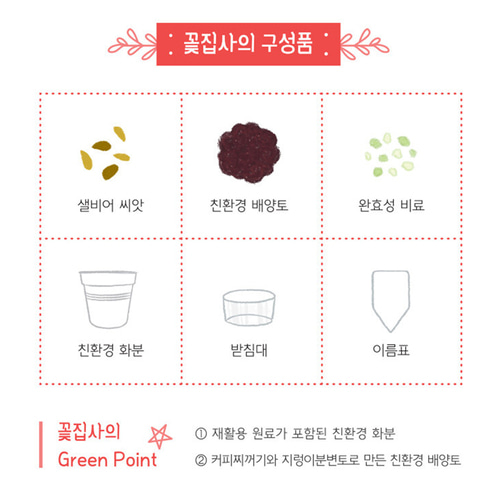 꽃집사의 구성품
샐비어 씨앗
친환경 배양토
완효성 비료
친환경 화분
받침대
이름표
꽃집사의
Green Point
① 재활용 원료가 포함된 친환경 화분
② 커피찌꺼기와 지렁이분변토로 만든 친환경 배양토